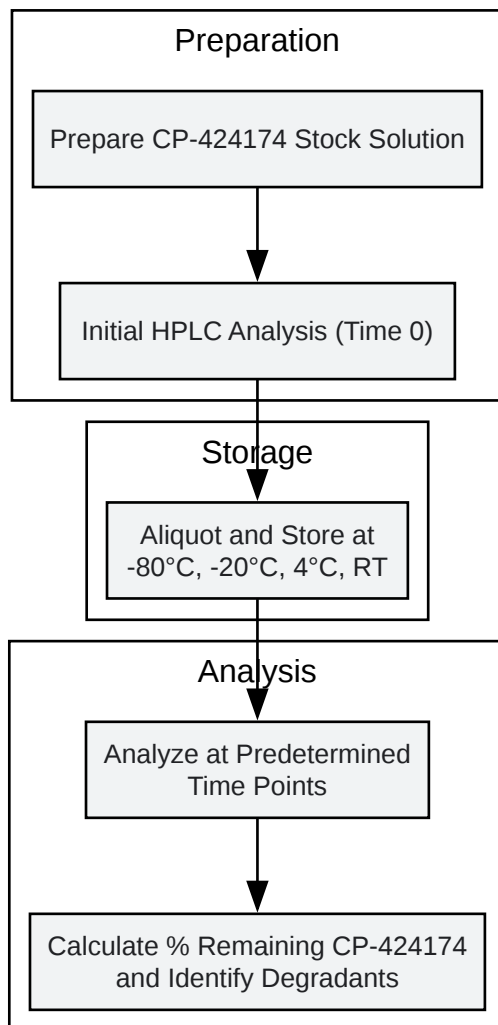 Preparation
Prepare CP-424174 Stock Solution
Initial HPLC Analysis (Time 0)
Storage
Aliquot and Store at
-80°C, -20°C, 4°C, RT
Analysis
Analyze at Predetermined
Time Points
Calculate % Remaining CP-424174
and Identify Degradants